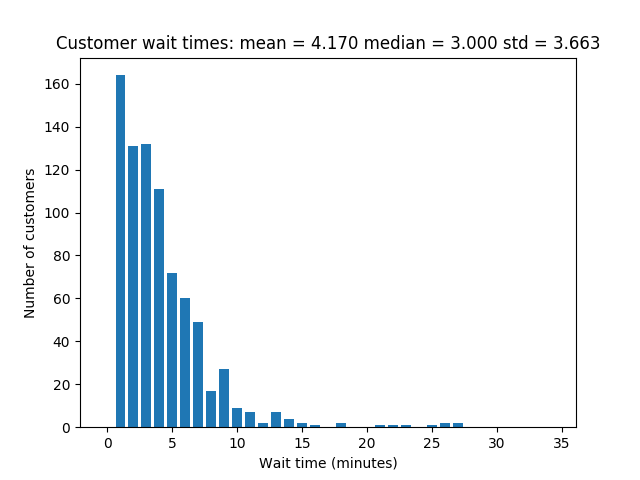 Customer wait times: mean = 4.170 median = 3.000 std = 3.663
160
140
120
100
80
60
40
20
0
Number of customers
0 5 10 15 20 25 30 35
Wait time (minutes)